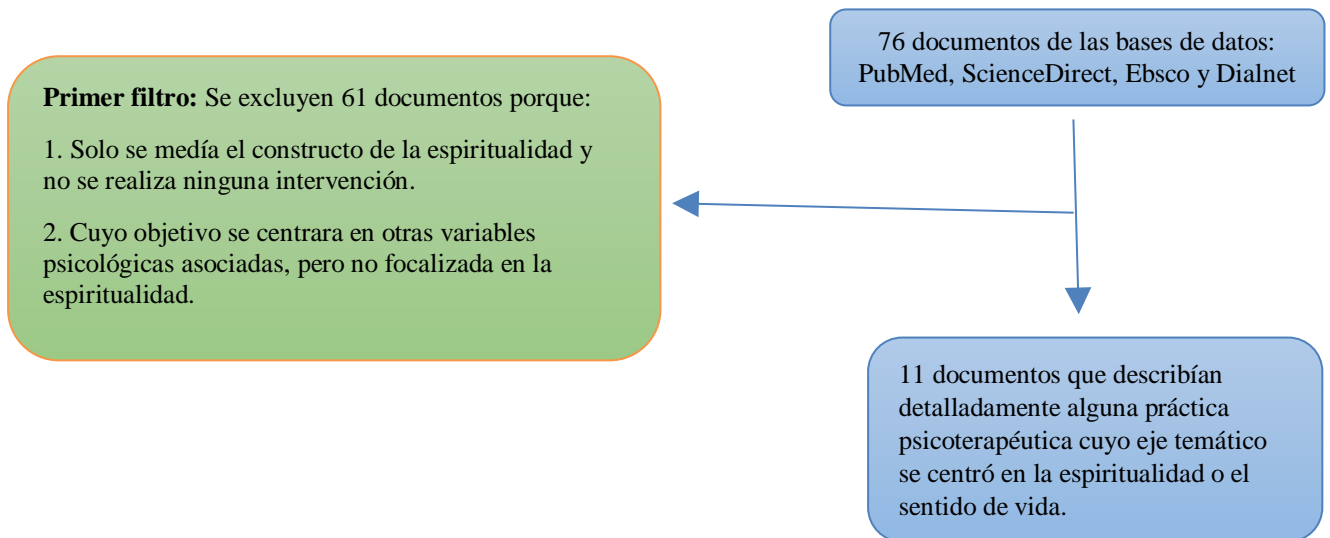 76 documentos de las bases de datos:
PubMed, ScienceDirect, Ebsco y Dialnet
Primer filtro: Se excluyen 61 documentos porque:
1. Solo se medía el constructo de la espiritualidad y
no se realiza ninguna intervención.
2. Cuyo objetivo se centrara en otras variables
psicológicas asociadas, pero no focalizada en la
espiritualidad.
11 documentos que describían
detalladamente alguna práctica
psicoterapéutica cuyo eje temático
se centró en la espiritualidad o el
sentido de vida.